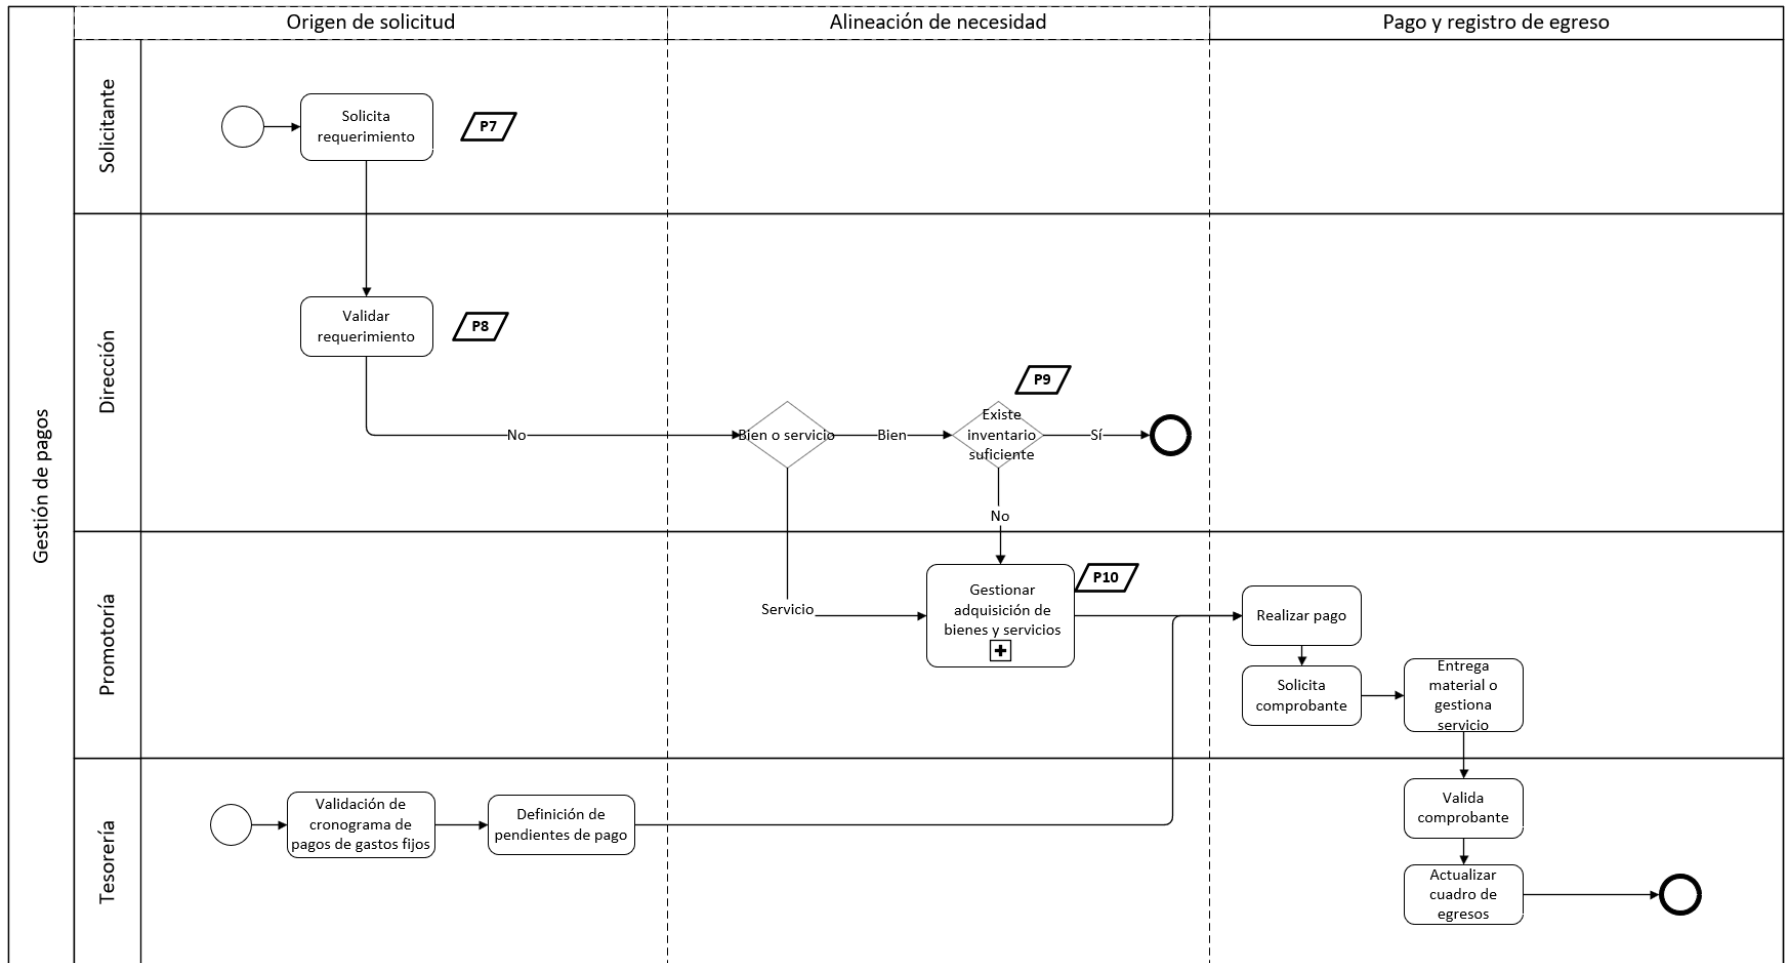 Origen de solicitud
Alineación de necesidad
Pago y registro de egreso
Gestión de pagos
Solicitante
Solicita
requerimiento
P7
Dirección
Validar
requerimiento
P8
No
Bien o servicio
Bien
P9
Existe
inventario
suficiente
Sí
No
Servicio
Promotoría
Gestionar
adquisición de
bienes y servicios
P10
Realizar pago
Solicita
comprobante
Entrega
material o
gestiona
servicio
Tesorería
Validación de
cronograma de
pagos de gastos fijos
Definición de
pendientes de pago
Valida
comprobante
Actualizar
cuadro de
egresos